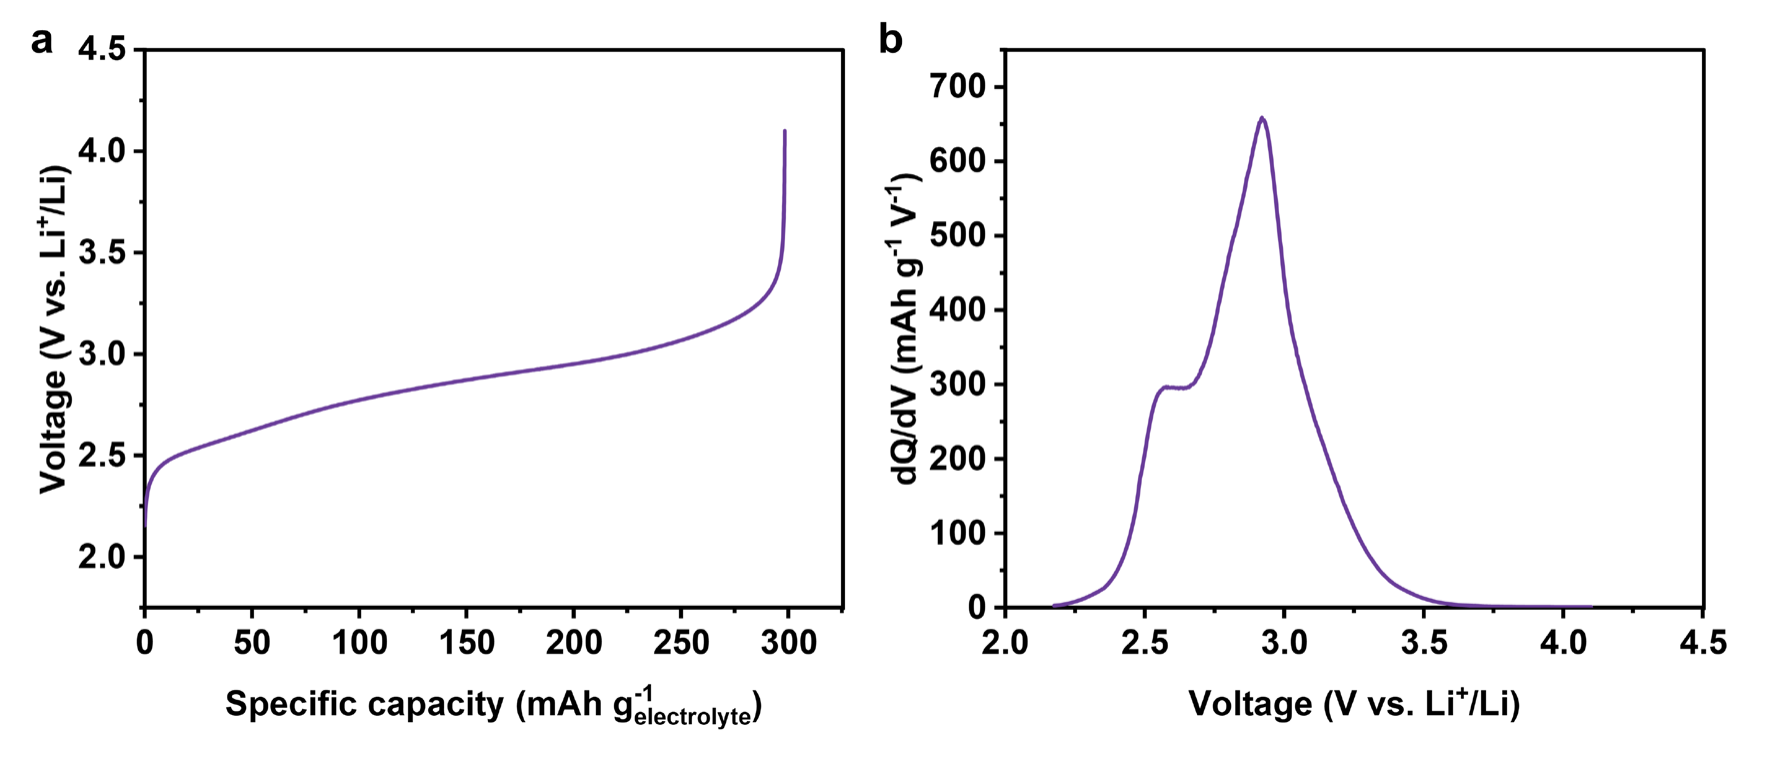 a
4.5
4.0
3.5
3.0
2.5
2.0
Voltage (V vs. Li⁺/Li)
0 50 100 150 200 250 300
Specific capacity (mAh g⁻¹electrolyte)
b
700
600
500
400
300
200
100
0
dQ/dV (mAh g⁻¹ V⁻¹)
2.0 2.5 3.0 3.5 4.0 4.5
Voltage (V vs. Li⁺/Li)